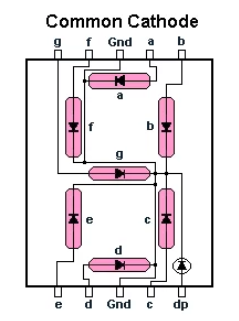 Common Cathode
g f Gnd a b
a
f b
g
e c
d
e d Gnd c dp